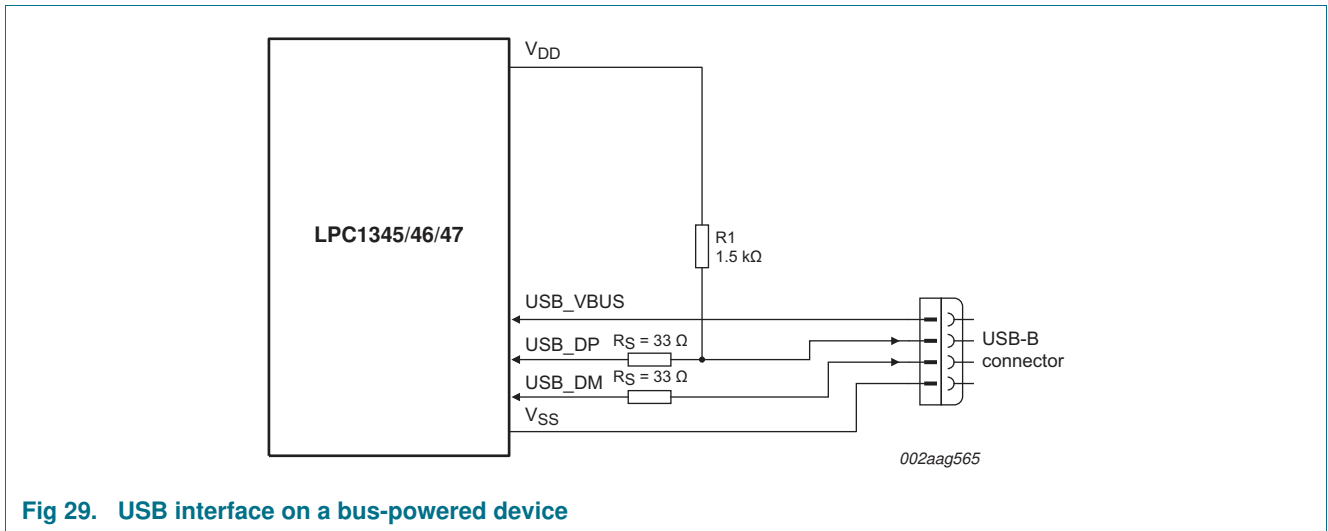 VDD
LPC1345/46/47
R1
1.5 kΩ
USB_VBUS
USB_DP RS = 33 Ω
USB_DM RS = 33 Ω
VSS
USB-B
connector
002aag565
Fig 29. USB interface on a bus-powered device